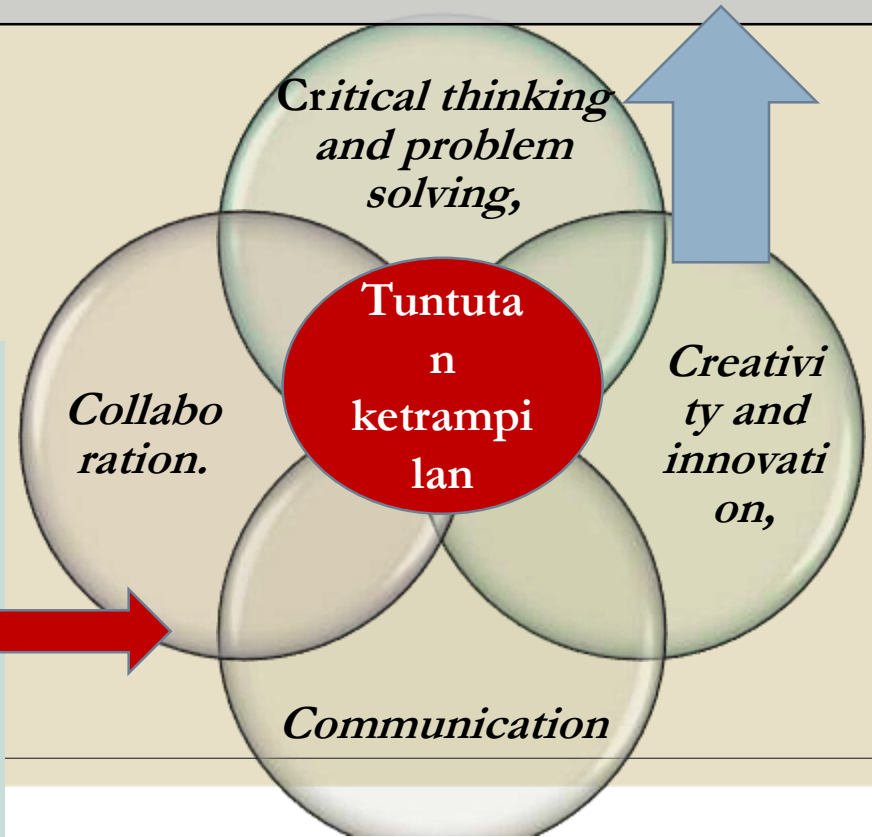 Critical thinking
and problem
solving,
Tuntuta
n
ketrampi
lan
Collabo
ration.
Creativi
ty and
innovati
on,
Communication